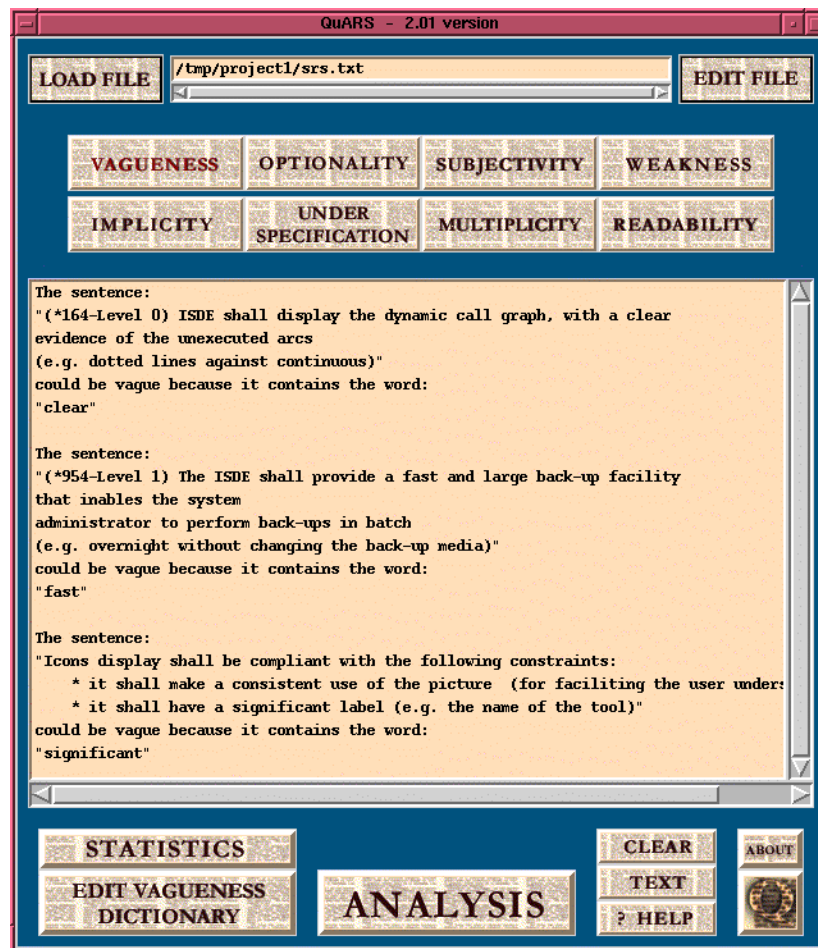 QuARS - 2.01 version
LOAD FILE
/tmp/project1/srs.txt
EDIT FILE
VAGUENESS
OPTIONALITY
SUBJECTIVITY
WEAKNESS
IMPLICITY
UNDER
SPECIFICATION
MULTIPLICITY
READABILITY
The sentence:
"(*164-Level 0) ISDE shall display the dynamic call graph, with a clear
evidence of the unexecuted arcs
(e.g. dotted lines against continuous)"
could be vague because it contains the word:
"clear"
The sentence:
"(*954-Level 1) The ISDE shall provide a fast and large back-up facility
that inables the system
administrator to perform back-ups in batch
(e.g. overnight without changing the back-up media)"
could be vague because it contains the word:
"fast"
The sentence:
"Icons display shall be compliant with the following constraints:
* it shall make a consistent use of the picture (for faciliting the user unders
* it shall have a significant label (e.g. the name of the tool)"
could be vague because it contains the word:
"significant"
STATISTICS
EDIT VAGUENESS
DICTIONARY
ANALYSIS
CLEAR
TEXT
? HELP
ABOUT